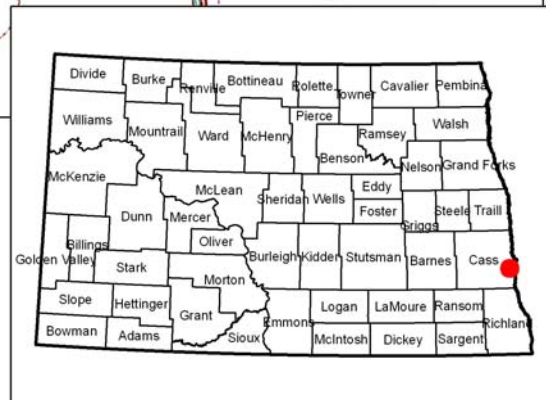 Divide Burke Renville Bottineau Rolette Towner Cavalier Pembina
Williams Mountrail Ward McHenry Pierce Benson Ramsey Walsh
Nelson Grand Forks
McKenzie Dunn McLean Sheridan Wells Eddy
Foster Griggs Steele Traill
Mercer Oliver
Golden Valley Billings Stark Morton Burleigh Kidder Stutsman Barnes Cass
Slope Hettinger Grant Emmons Logan LaMoure Ransom Richland
Bowman Adams Sioux McIntosh Dickey Sargent